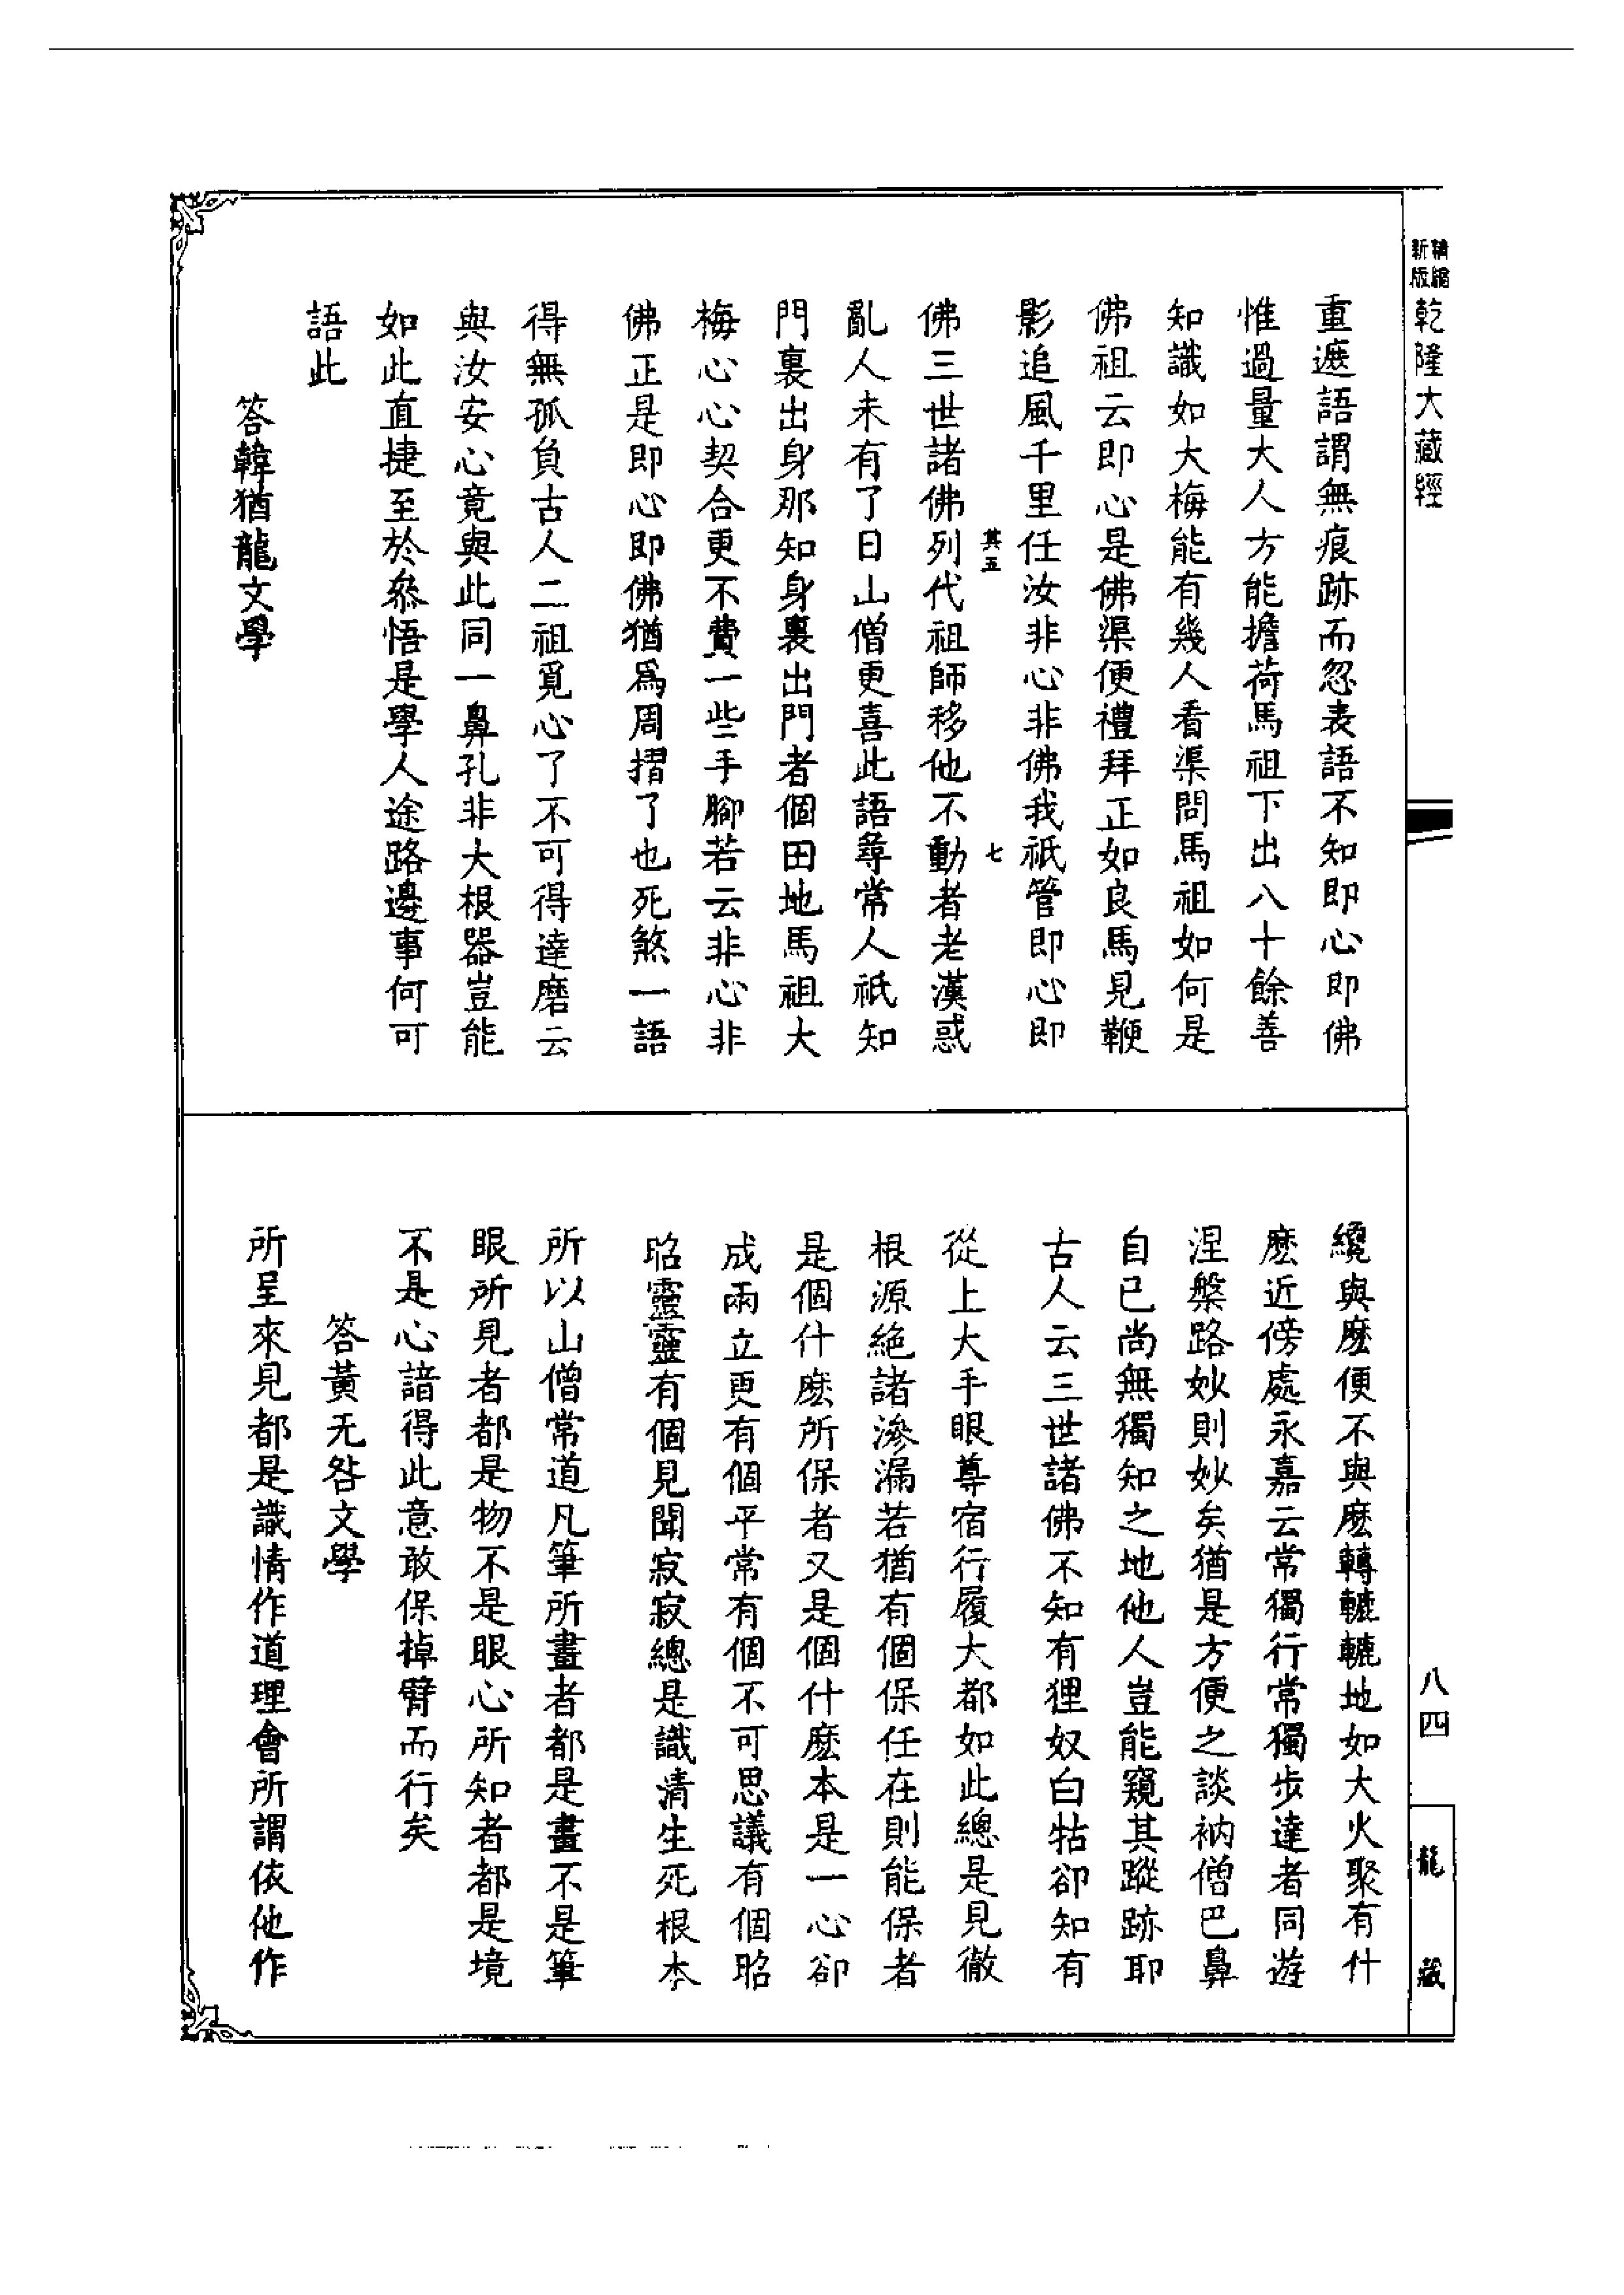 精縮
新版
乾隆大藏經
重遮語謂無痕跡而忽表語不知即心即佛
惟過量大人方能擔荷馬祖下出八十餘善
知識如大梅能有幾人看渠問馬祖如何是
佛祖云即心是佛渠便禮拜正如良馬見鞭
影追風千里任汝非心非佛我祇管即心即
其五 七
佛三世諸佛列代祖師移他不動者老漢惑
亂人未有了日山僧更喜此語尋常人祇知
門裏出身那知身裏出門者個田地馬祖大
梅心心契合更不費一些手腳若云非心非
佛正是即心即佛猶爲周摺了也死煞一語
得無孤負古人二祖覓心了不可得達磨云
與汝安心竟與此同一鼻孔非大根器豈能
如此直捷至於叅悟是學人途路邊事何可
語此
答韓猶龍文學
纔與麽便不與麽轉轆轆地如大火聚有什
麽近傍處永嘉云常獨行常獨步達者同遊
涅槃路妙則妙矣猶是方便之談衲僧巴鼻
自己尚無獨知之地他人豈能窺其蹤跡耶
古人云三世諸佛不知有狸奴白牯卻知有
從上大手眼尊宿行履大都如此總是見徹
根源絕諸滲漏若猶有個保任在則能保者
是個什麽所保者又是個什麽本是一心卻
成兩立更有個平常有個不可思議有個昭
昭靈靈有個見聞寂寂總是識清生死根本
所以山僧常道凡筆所畫者都是畫不是筆
眼所見者都是物不是眼心所知者都是境
不是心諳得此意敢保掉臂而行矣
答黃无咎文學
所呈來見都是識情作道理會所謂依他作
八四
龍藏